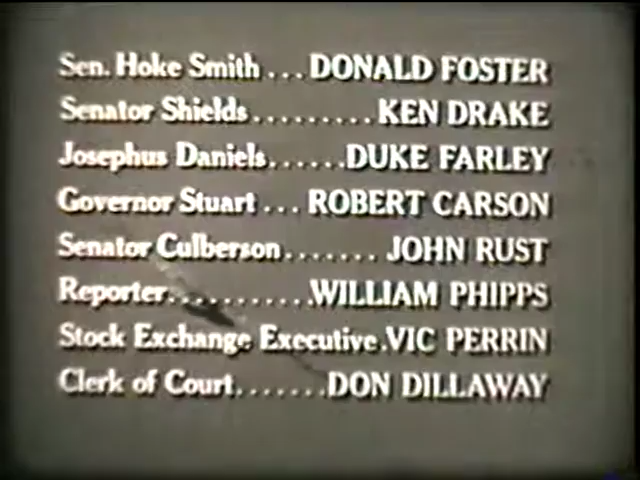 Sen. Hoke Smith ... DONALD FOSTER
Senator Shields.......... KEN DRAKE
Josephus Daniels......DUKE FARLEY
Governor Stuart ... ROBERT CARSON
Senator Culberson....... JOHN RUST
Reporter............WILLIAM PHIPPS
Stock Exchange Executive.VIC PERRIN
Clerk of Court.......DON DILLAWAY